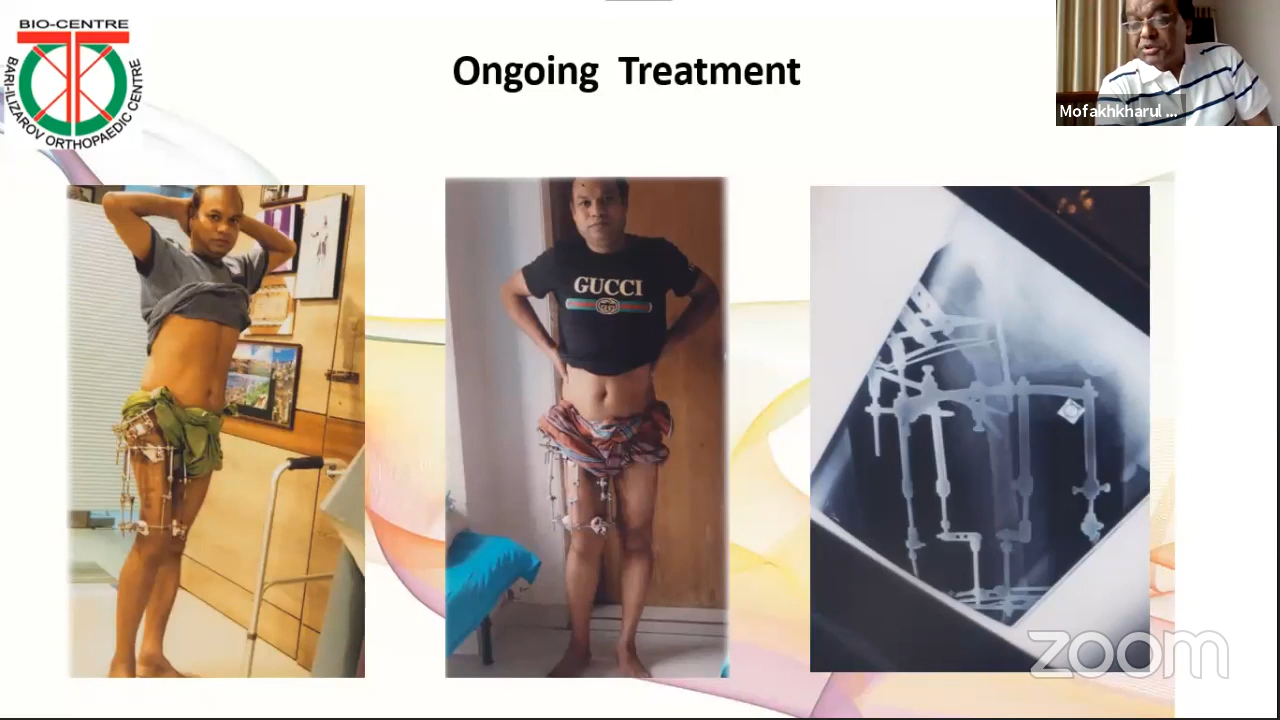 BIO-CENTRE
BARI-ILIZAROV ORTHOPAEDIC CENTRE
Ongoing Treatment
Mofakhkharul ...
GUCCI
zoom